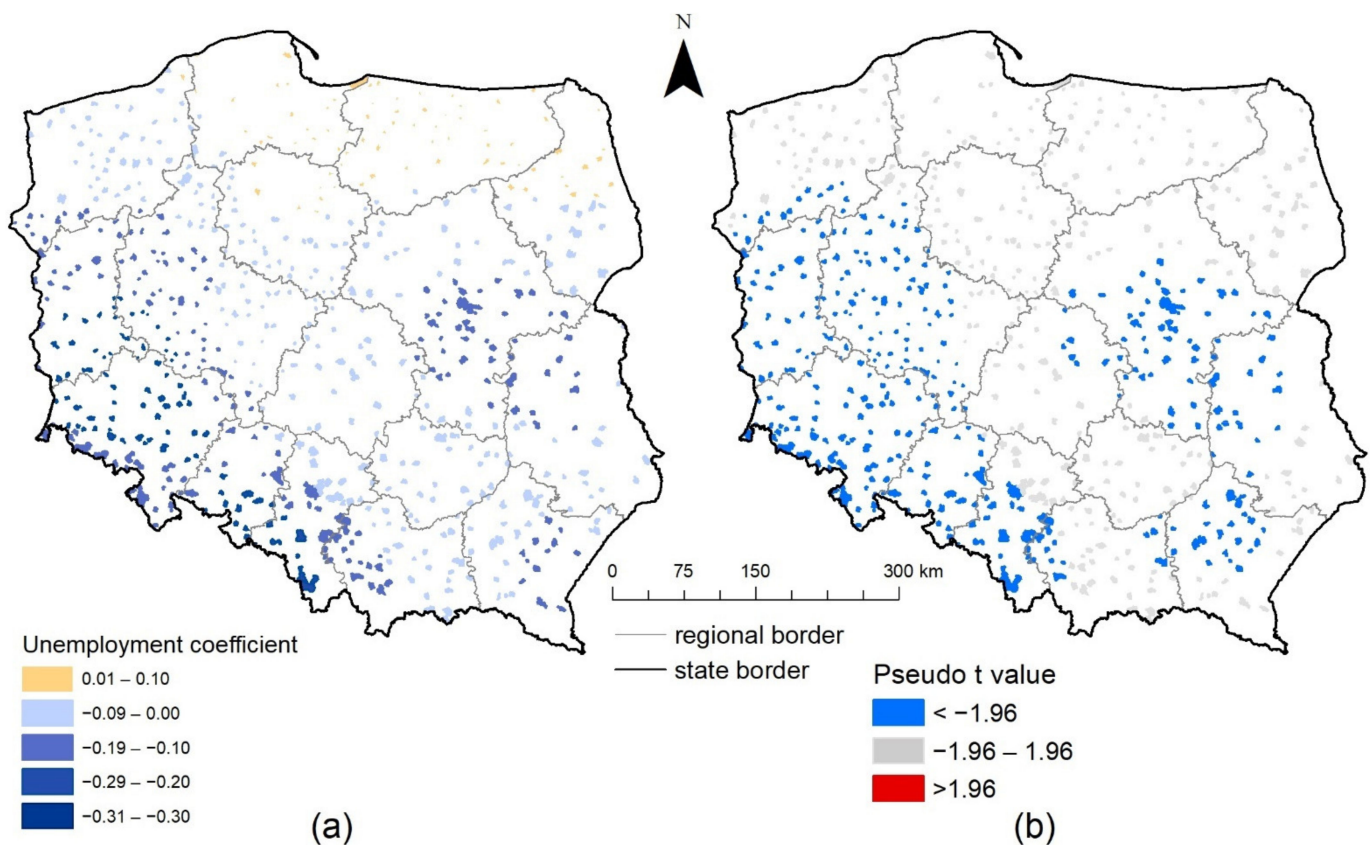 N
0 75 150 300 km
regional border
state border
Unemployment coefficient
0.01 – 0.10
−0.09 – 0.00
−0.19 – −0.10
−0.29 – −0.20
−0.31 – −0.30
(a)
Pseudo t value
< −1.96
−1.96 – 1.96
>1.96
(b)